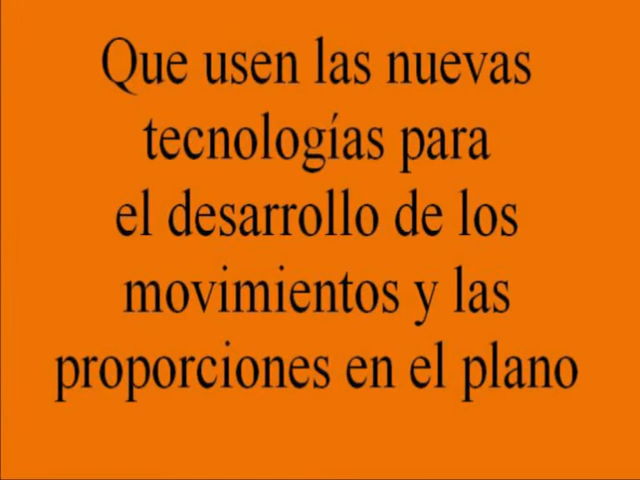 Que usen las nuevas
tecnologías para
el desarrollo de los
movimientos y las
proporciones en el plano